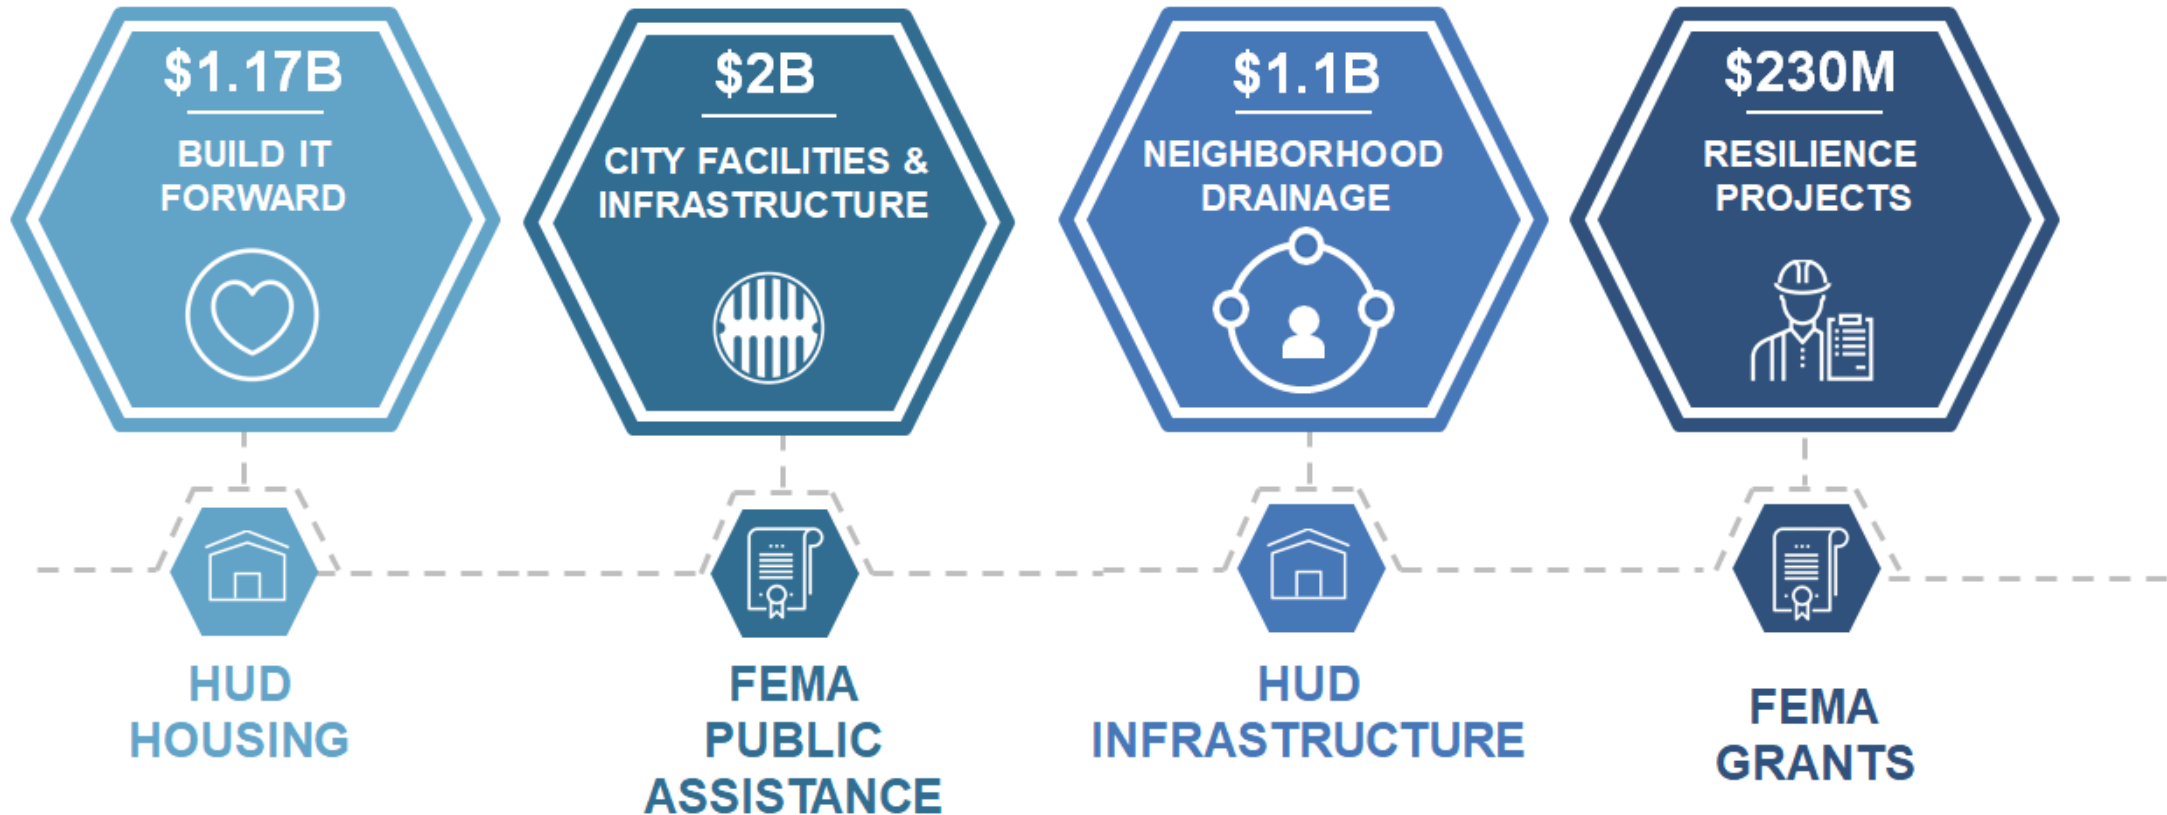 $1.17B
BUILD IT
FORWARD
$2B
CITY FACILITIES &
INFRASTRUCTURE
$1.1B
NEIGHBORHOOD
DRAINAGE
$230M
RESILIENCE
PROJECTS
HUD
HOUSING
FEMA
PUBLIC
ASSISTANCE
HUD
INFRASTRUCTURE
FEMA
GRANTS